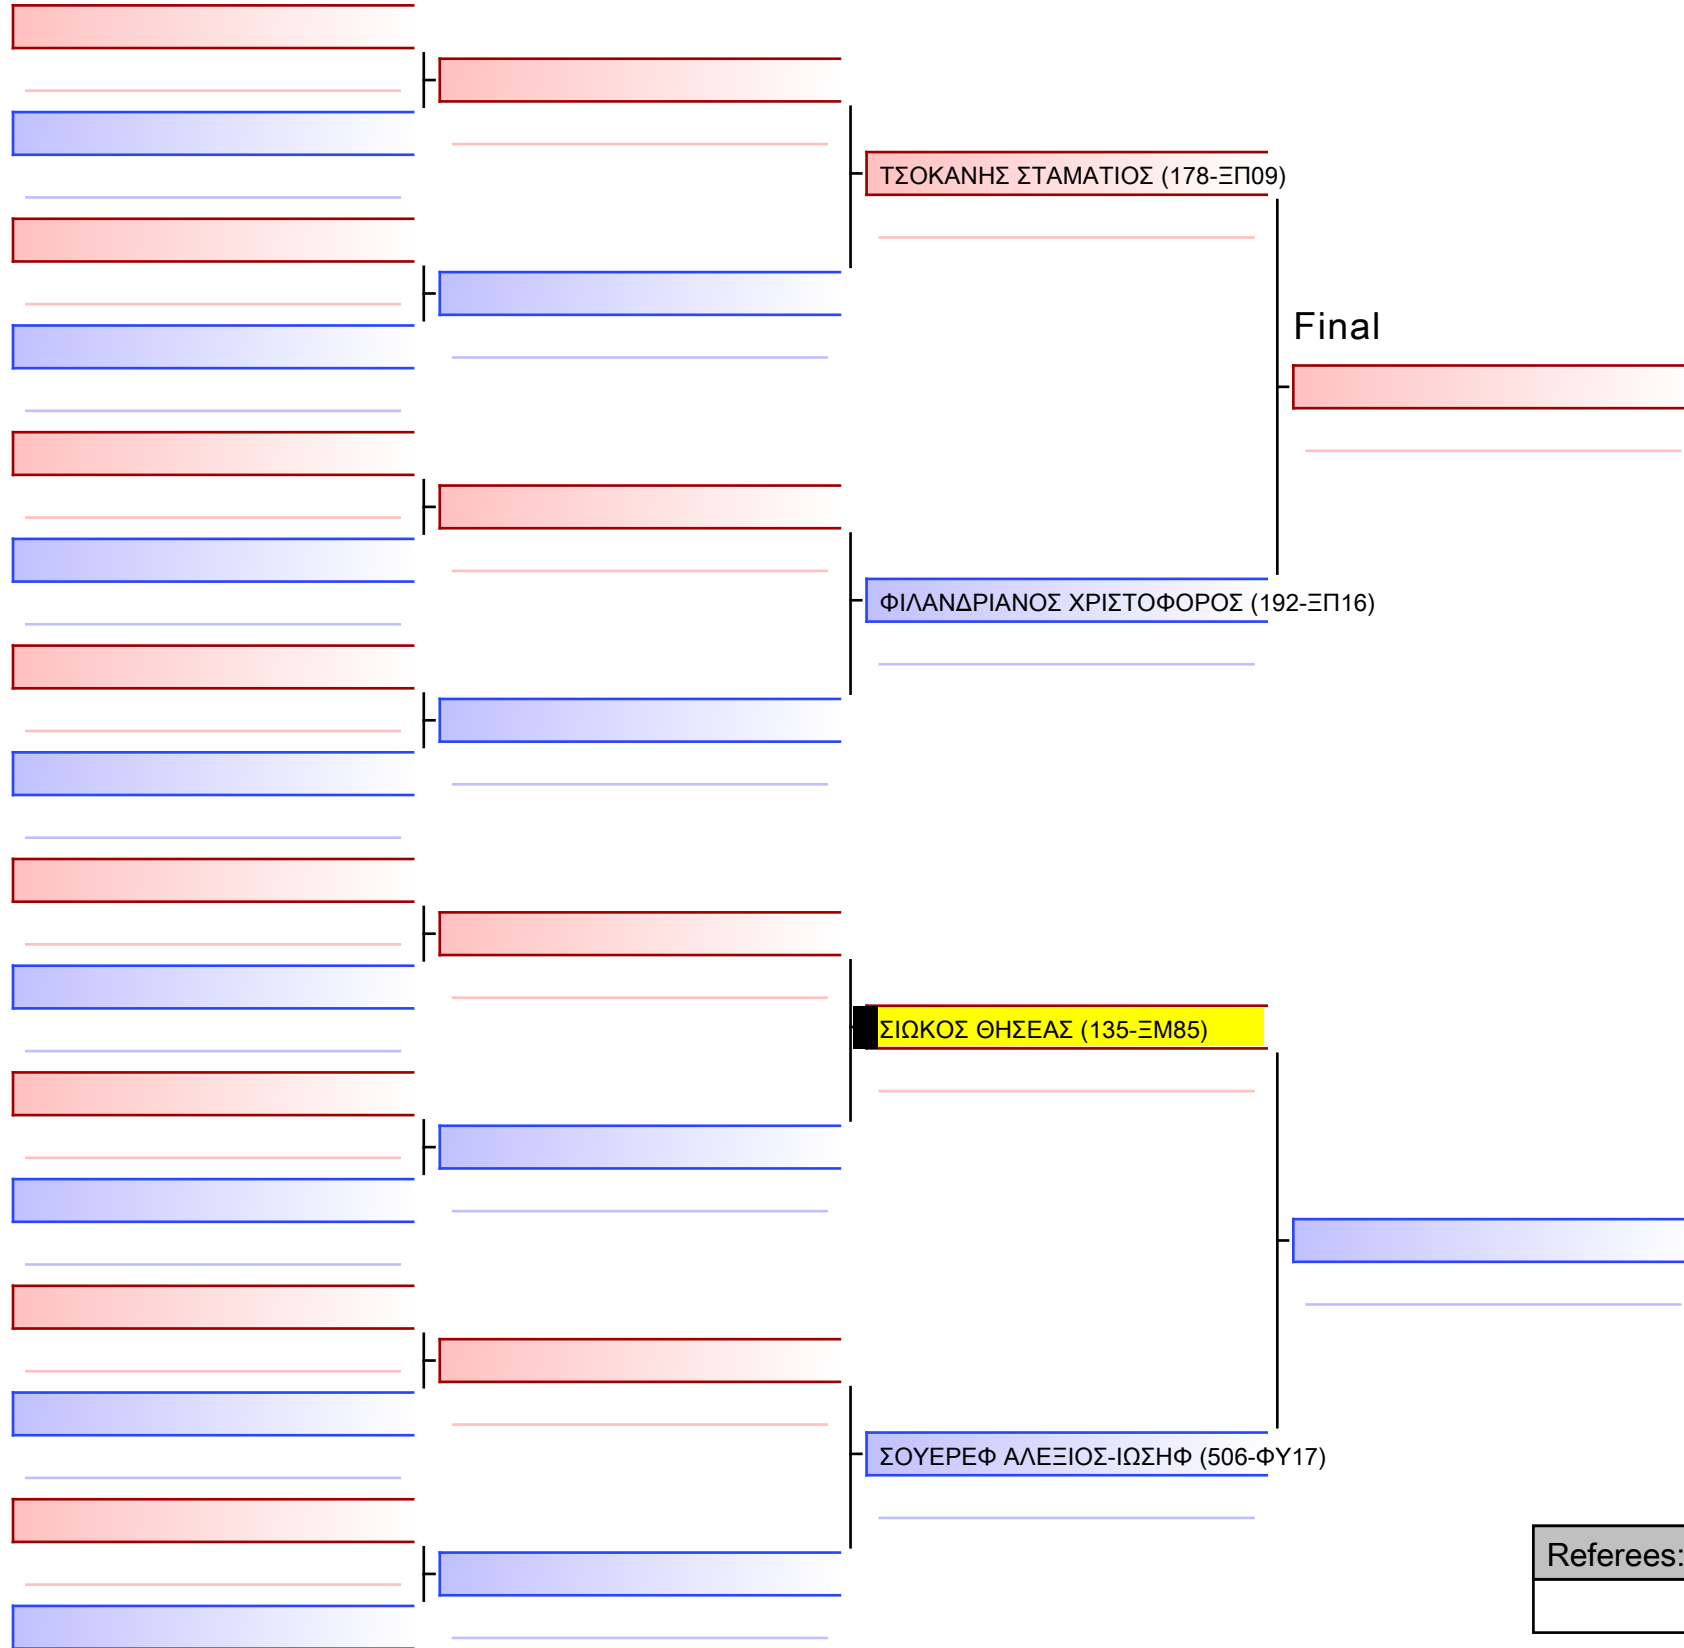 ΤΣΟΚΑΝΗΣ ΣΤΑΜΑΤΙΟΣ (178-ΞΠ09)
Final
ΦΙΛΑΝΔΡΙΑΝΟΣ ΧΡΙΣΤΟΦΟΡΟΣ (192-ΞΠ16)
ΣΙΩΚΟΣ ΘΗΣΕΑΣ (135-ΞΜ85)
ΣΟΥΕΡΕΦ ΑΛΕΞΙΟΣ-ΙΩΣΗΦ (506-ΦΥ17)
Referees: